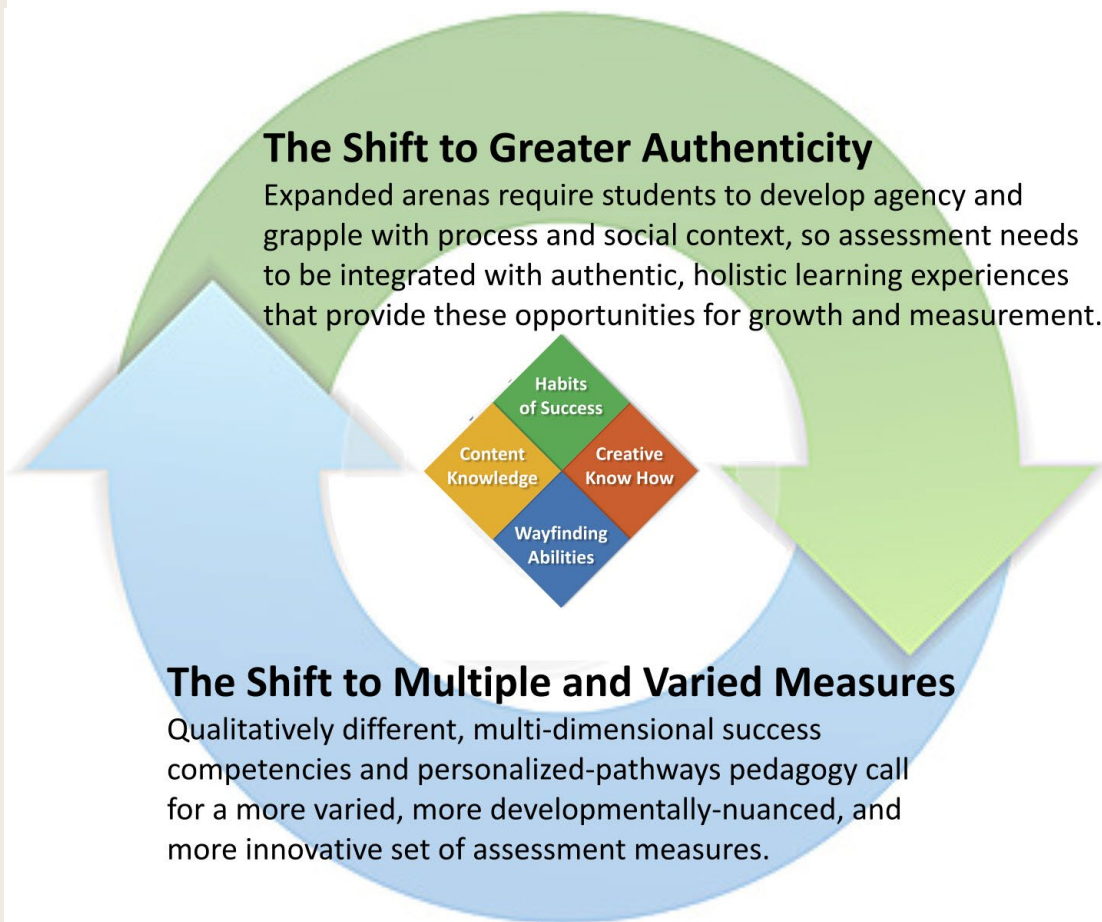 The Shift to Greater Authenticity
Expanded arenas require students to develop agency and
grapple with process and social context, so assessment needs
to be integrated with authentic, holistic learning experiences
that provide these opportunities for growth and measurement.
Habits
of Success
Content
Knowledge
Creative
Know How
Wayfinding
Abilities
The Shift to Multiple and Varied Measures
Qualitatively different, multi-dimensional success
competencies and personalized-pathways pedagogy call
for a more varied, more developmentally-nuanced, and
more innovative set of assessment measures.